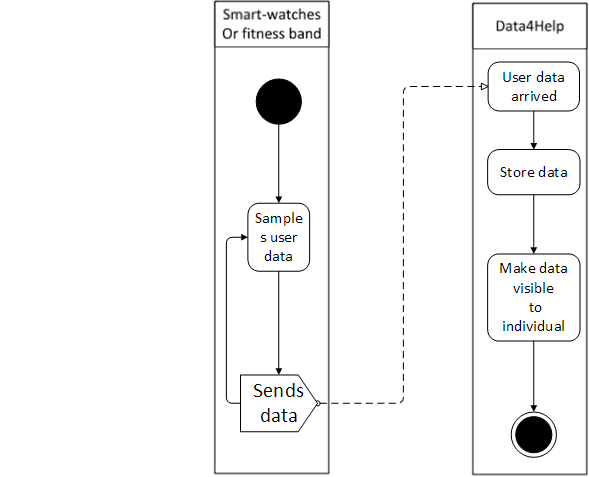 Smart-watches
Or fitness band
Sample
s user
data
Sends
data
Data4Help
User data
arrived
Store data
Make data
visible
to
individual